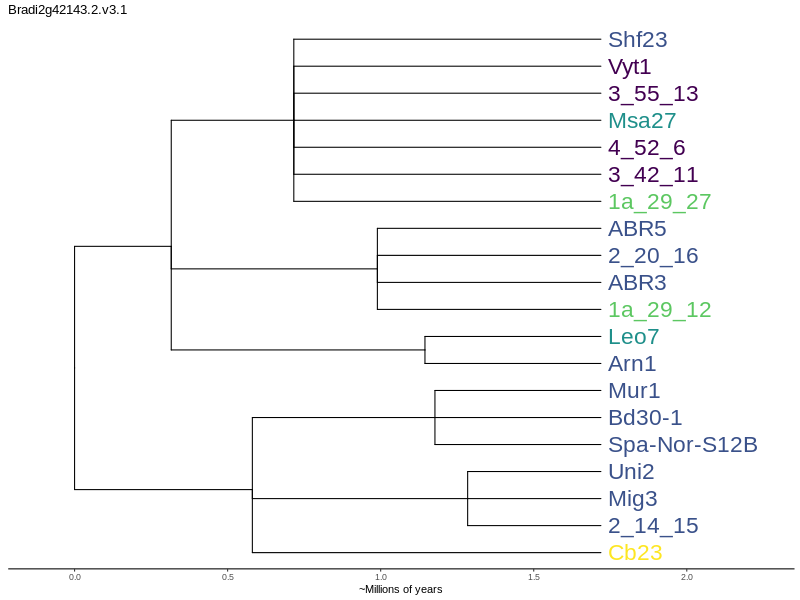 Bradi2g42143.2.v3.1
Shf23
Vyt1
3_55_13
Msa27
4_52_6
3_42_11
1a_29_27
ABR5
2_20_16
ABR3
1a_29_12
Leo7
Arn1
Mur1
Bd30-1
Spa-Nor-S12B
Uni2
Mig3
2_14_15
Cb23
0.0 0.5 1.0 1.5 2.0
~Millions of years